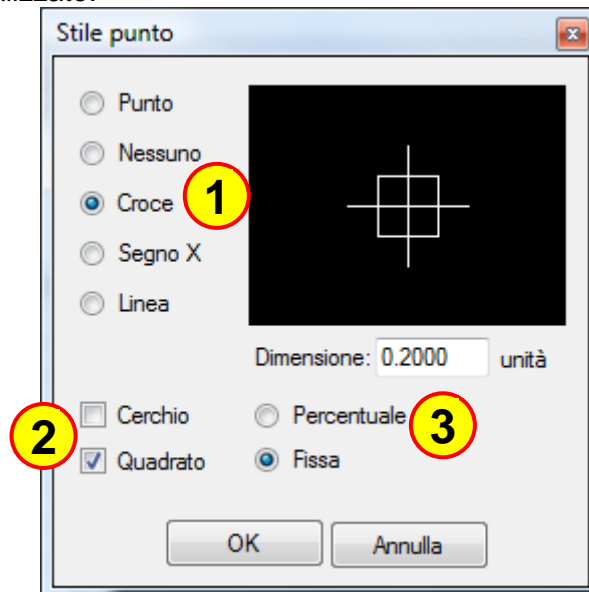 Stile punto
Punto
Nessuno
Croce
1
Segno X
Linea
Dimensione: 0.2000 unità
2
Cerchio
Quadrato
Percentuale
3
Fissa
OK
Annulla